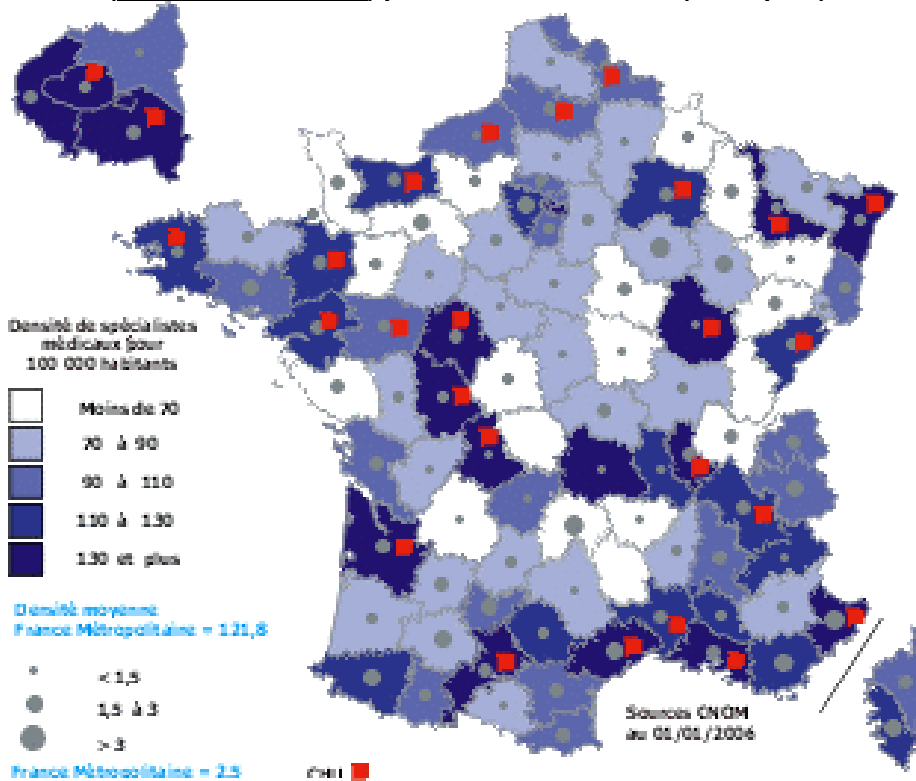 Densité de spécialistes
médicaux pour
100 000 habitants
Moins de 70
70 à 90
90 à 110
110 à 130
130 et plus
Densité moyenne
France Métropolitaine = 121,8
< 1,5
1,5 à 3
> 3
France Métropolitaine = 2.5
CHU
Sources CNOM
au 01/01/2006